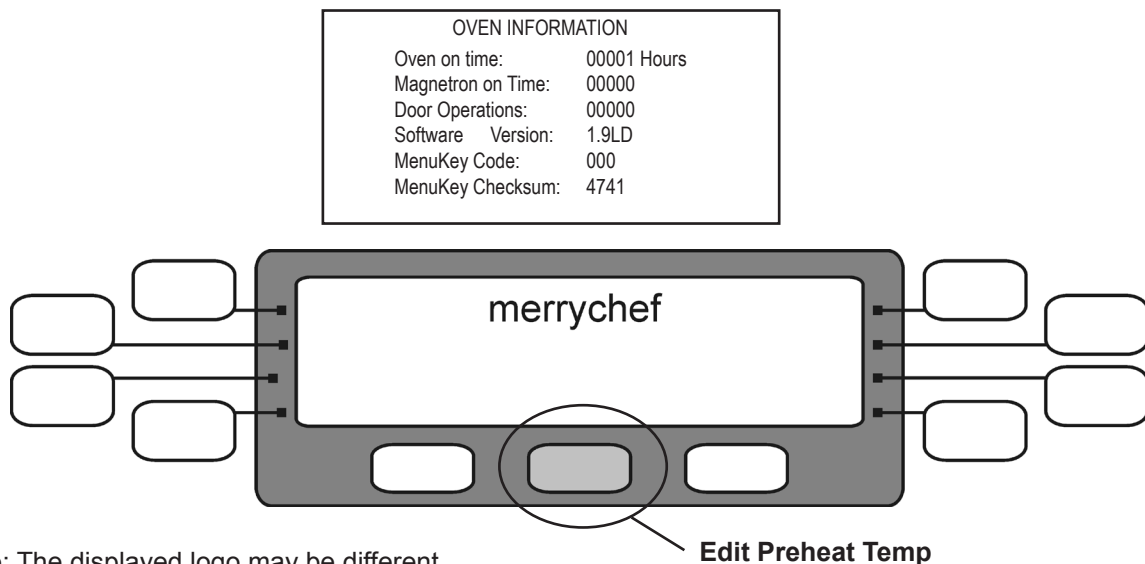 OVEN INFORMATION
Oven on time: 00001 Hours
Magnetron on Time: 00000
Door Operations: 00000
Software Version: 1.9LD
MenuKey Code: 000
MenuKey Checksum: 4741
merrychef
: The displayed logo may be different
Edit Preheat Temp